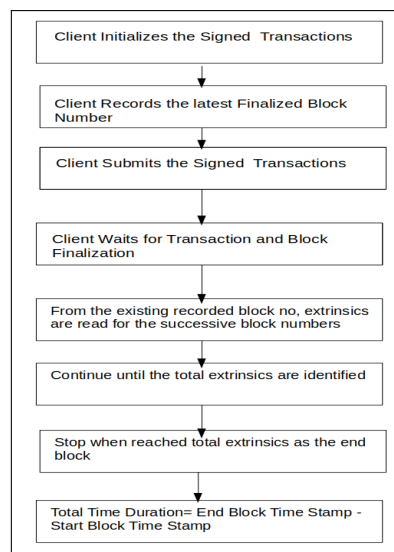 Client Initializes the Signed Transactions
Client Records the latest Finalized Block
Number
Client Submits the Signed Transactions
Client Waits for Transaction and Block
Finalization
From the existing recorded block no, extrinsics
are read for the successive block numbers
Continue until the total extrinsics are identified
Stop when reached total extrinsics as the end
block
Total Time Duration= End Block Time Stamp -
Start Block Time Stamp